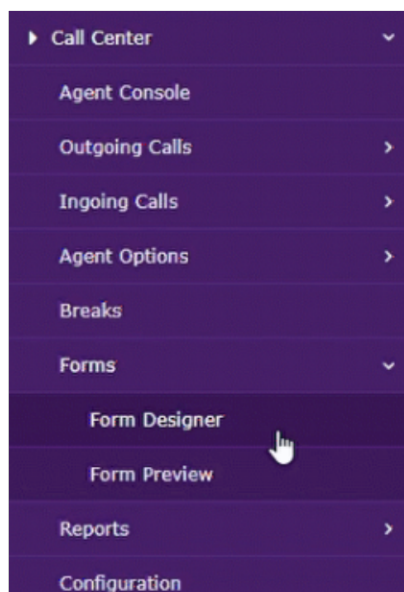 Call Center
Agent Console
Outgoing Calls
Ingoing Calls
Agent Options
Breaks
Forms
Form Designer
Form Preview
Reports
Configuration